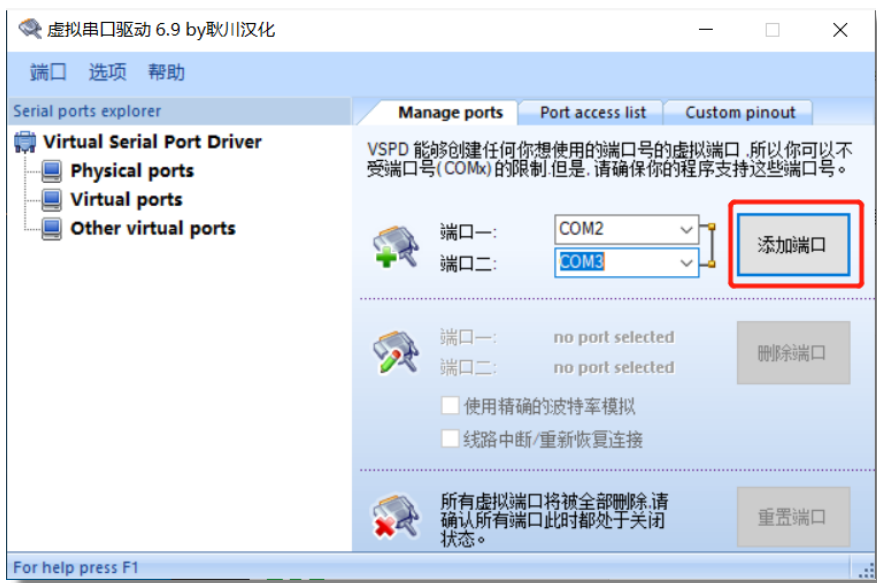 虚拟串口驱动 6.9 by耿川汉化
端口 选项 帮助
Serial ports explorer
Virtual Serial Port Driver
Physical ports
Virtual ports
Other virtual ports
Manage ports Port access list Custom pinout
VSPD 能够创建任何你想使用的端口号的虚拟端口 .所以你可以不
受端口号(COMx)的限制.但是, 请确保你的程序支持这些端口号。
端口一: COM2
端口二: COM3
添加端口
端口一: no port selected
端口二: no port selected
删除端口
使用精确的波特率模拟
线路中断/重新恢复连接
所有虚拟端口将被全部删除.请
确认所有端口此时都处于关闭
状态。
重置端口
For help press F1